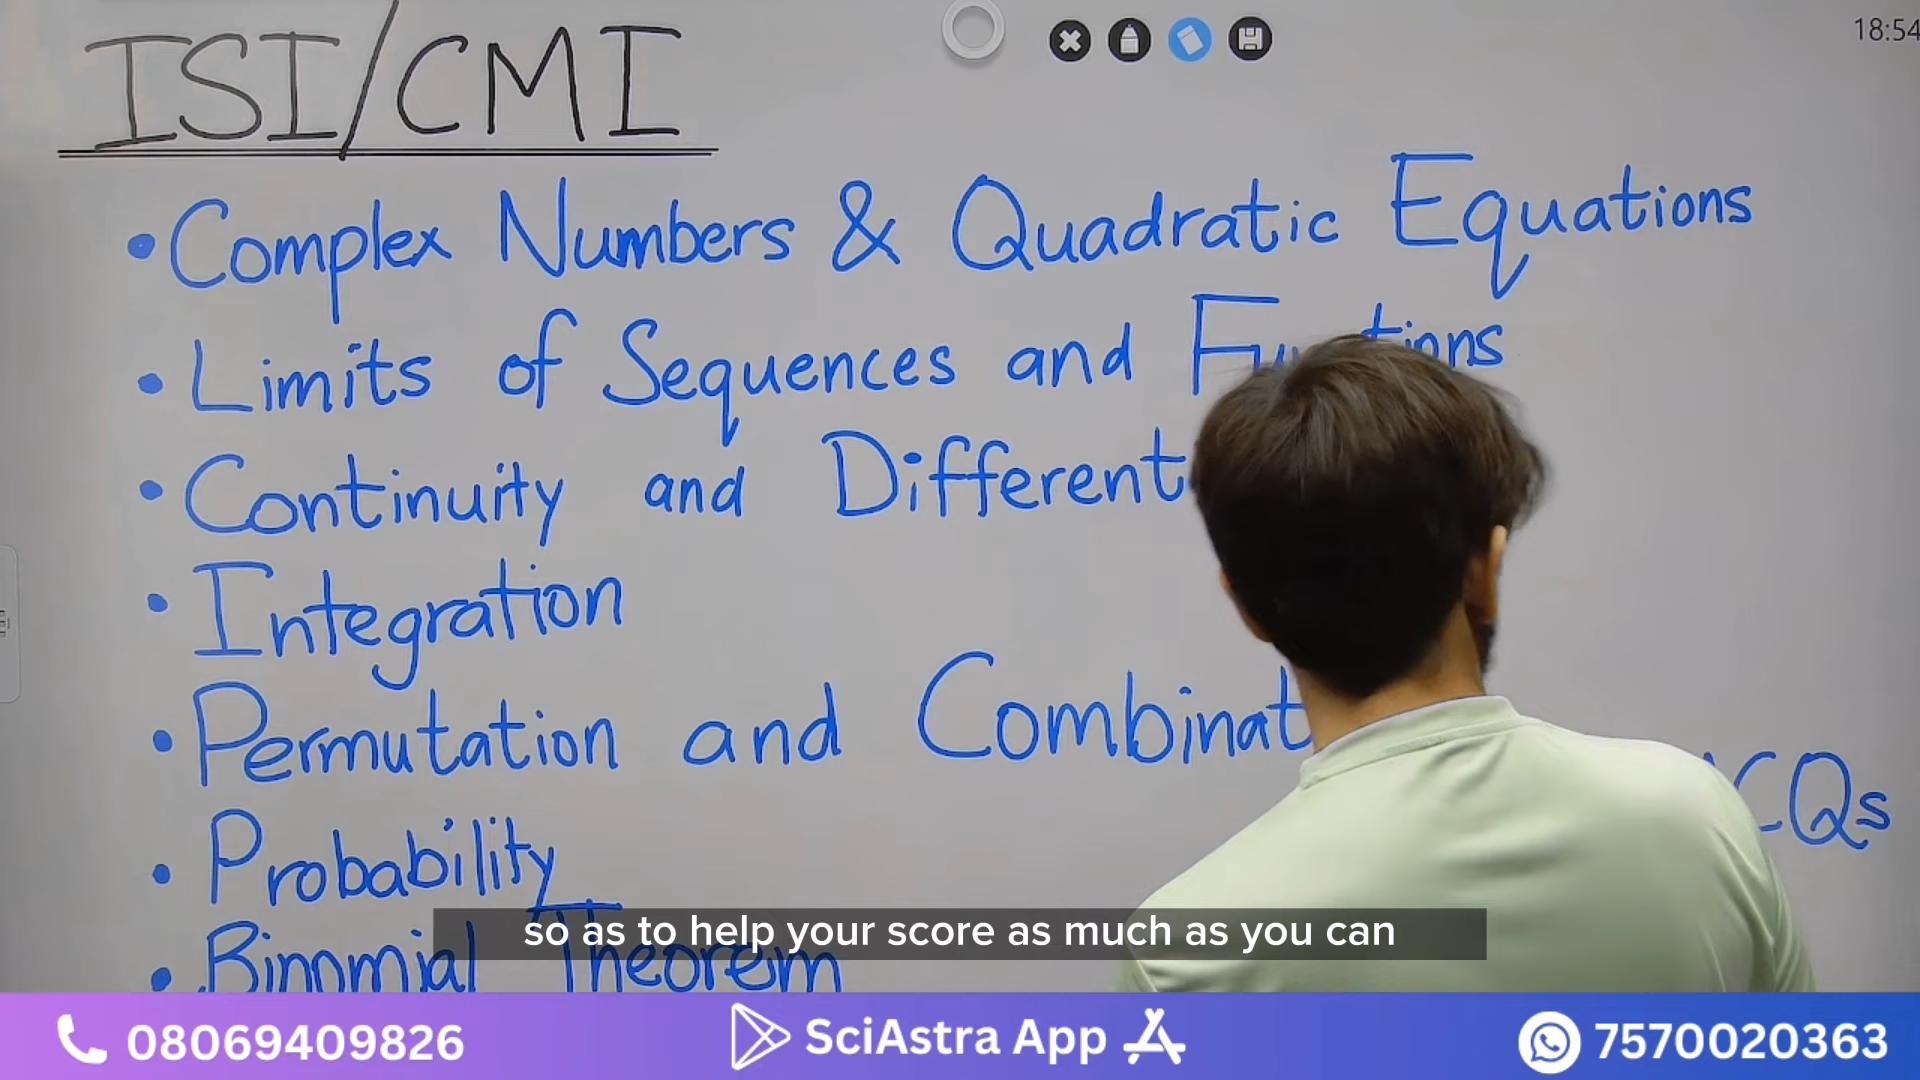 ISI/CMI
18:54
• Complex Numbers & Quadratic Equations
• Limits of Sequences and
• Continuity and
• Integration
• Permutation and
• Probability
• Binomial Theorem
so as to help your score as much as you can
08069409826 SciAstra App 7570020363